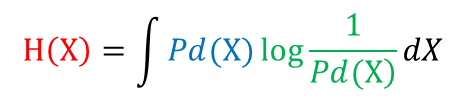 H(X) = ∫ Pd(X) log 1/Pd(X) dX